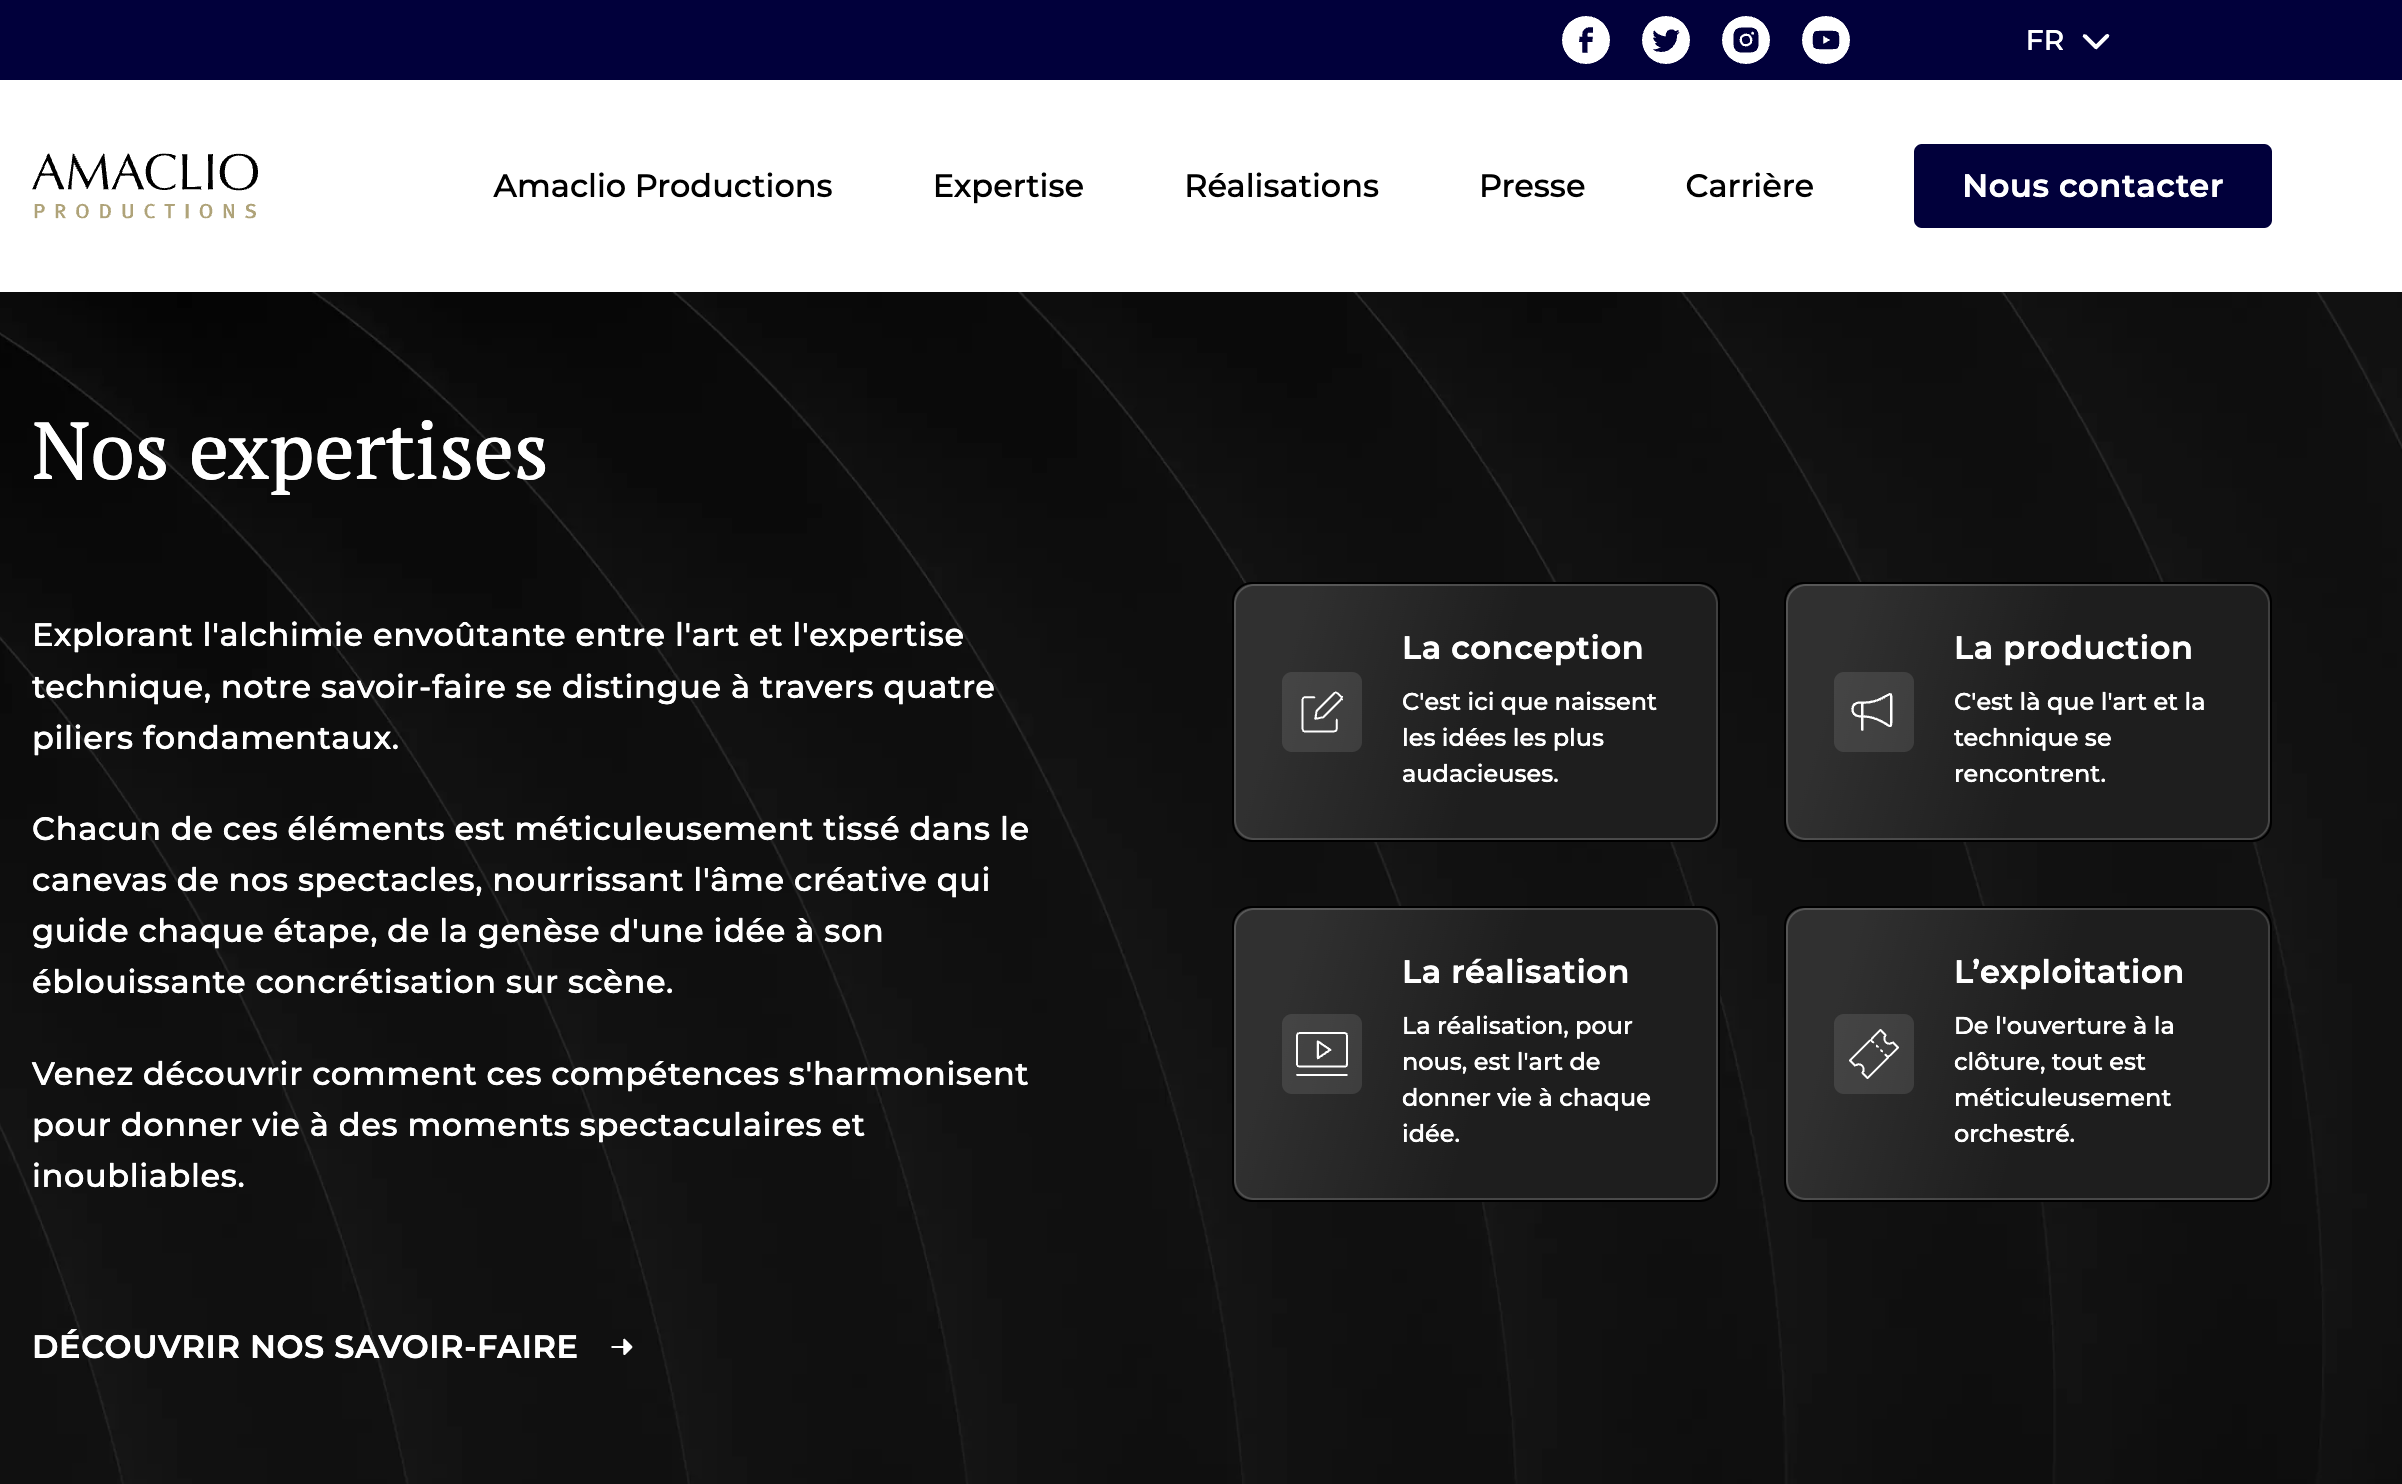 FR
AMACLIO
PRODUCTIONS
Amaclio Productions
Expertise
Réalisations
Presse
Carrière
Nous contacter
Nos expertises
Explorant l'alchimie envoûtante entre l'art et l'expertise
technique, notre savoir-faire se distingue à travers quatre
piliers fondamentaux.
Chacun de ces éléments est méticuleusement tissé dans le
canevas de nos spectacles, nourrissant l'âme créative qui
guide chaque étape, de la genèse d'une idée à son
éblouissante concrétisation sur scène.
Venez découvrir comment ces compétences s'harmonisent
pour donner vie à des moments spectaculaires et
inoubliables.
DÉCOUVRIR NOS SAVOIR-FAIRE
La conception
C'est ici que naissent
les idées les plus
audacieuses.
La production
C'est là que l'art et la
technique se
rencontrent.
La réalisation
La réalisation, pour
nous, est l'art de
donner vie à chaque
idée.
L’exploitation
De l'ouverture à la
clôture, tout est
méticuleusement
orchestré.